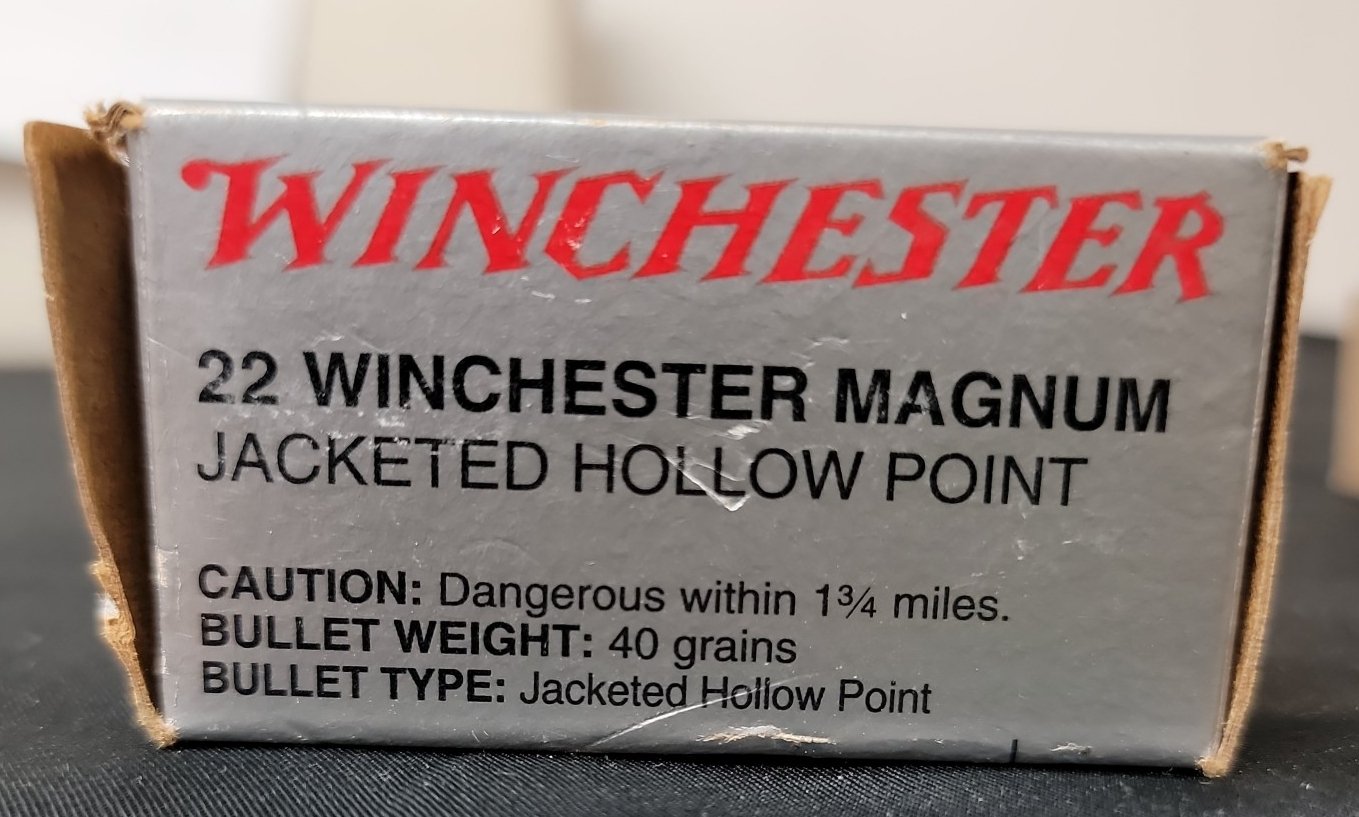 WINCHESTER
22 WINCHESTER MAGNUM
JACKETED HOLLOW POINT
CAUTION: Dangerous within 1¾ miles.
BULLET WEIGHT: 40 grains
BULLET TYPE: Jacketed Hollow Point